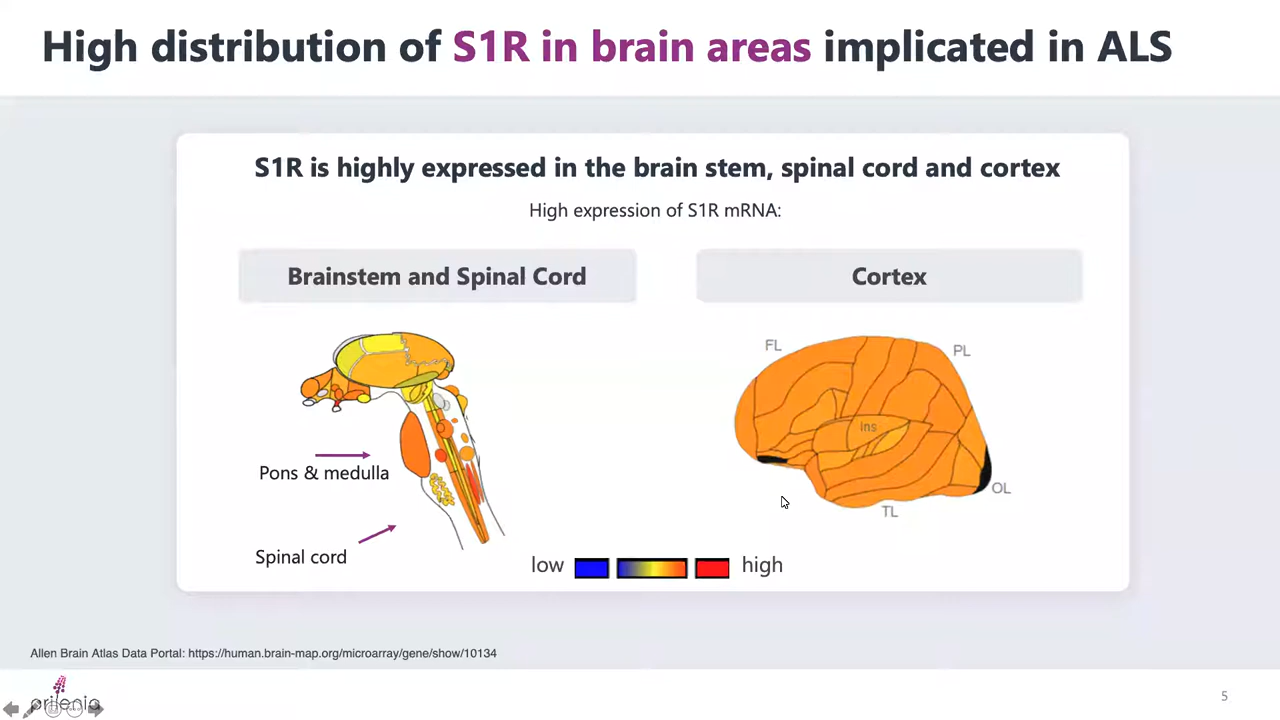 High distribution of S1R in brain areas implicated in ALS
S1R is highly expressed in the brain stem, spinal cord and cortex
High expression of S1R mRNA:
Brainstem and Spinal Cord
Cortex
FL
PL
Ins
Pons & medulla
OL
TL
Spinal cord
low
high
Allen Brain Atlas Data Portal: https://human.brain-map.org/microarray/gene/show/10134
prilenia
5